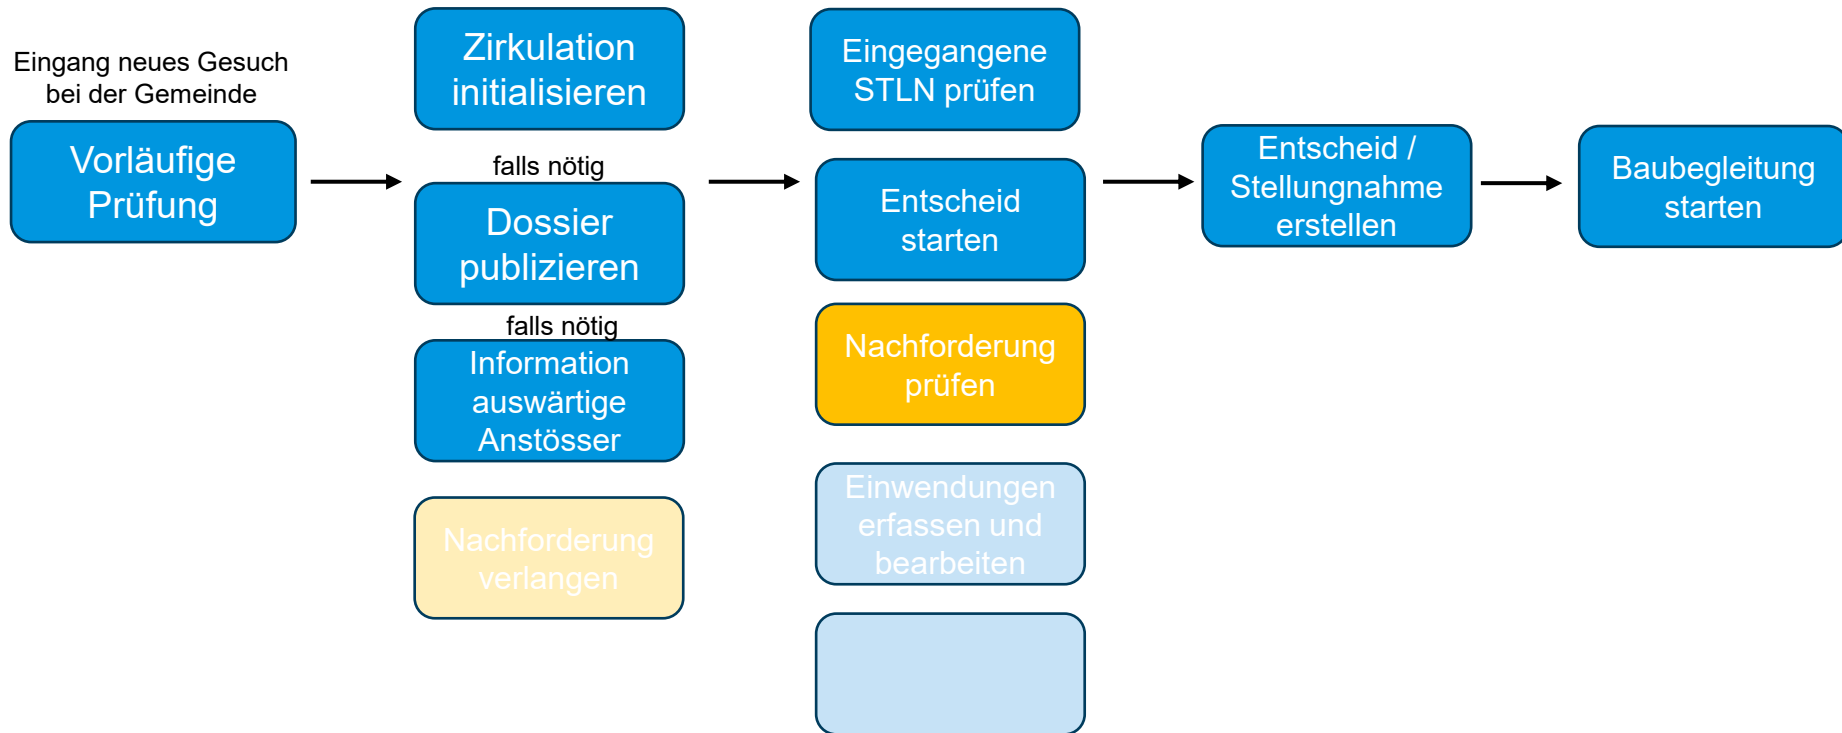 Eingang neues Gesuch
bei der Gemeinde
Vorläufige
Prüfung
Zirkulation
initialisieren
falls nötig
Dossier
publizieren
falls nötig
Information
auswärtige
Anstösser
Nachforderung
verlangen
Eingegangene
STLN prüfen
Entscheid
starten
Nachforderung
prüfen
Einwendungen
erfassen und
bearbeiten
Entscheid /
Stellungnahme
erstellen
Baubegleitung
starten